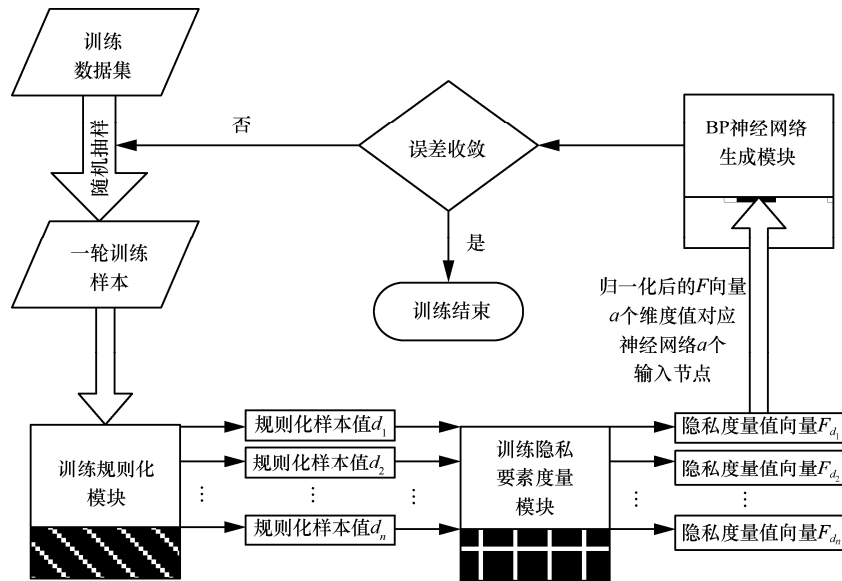 训练
数据集
随机抽样
否
误差收敛
BP神经网络
生成模块
一轮训练
样本
是
训练结束
归一化后的F向量
a个维度值对应
神经网络a个
输入节点
训练规则化
模块
规则化样本值d₁
规则化样本值d₂
⋮
规则化样本值dₙ
⋮
⋮
训练隐私
要素度量
模块
⋮
隐私度量值向量F_{d₁}
隐私度量值向量F_{d₂}
⋮
隐私度量值向量F_{dₙ}